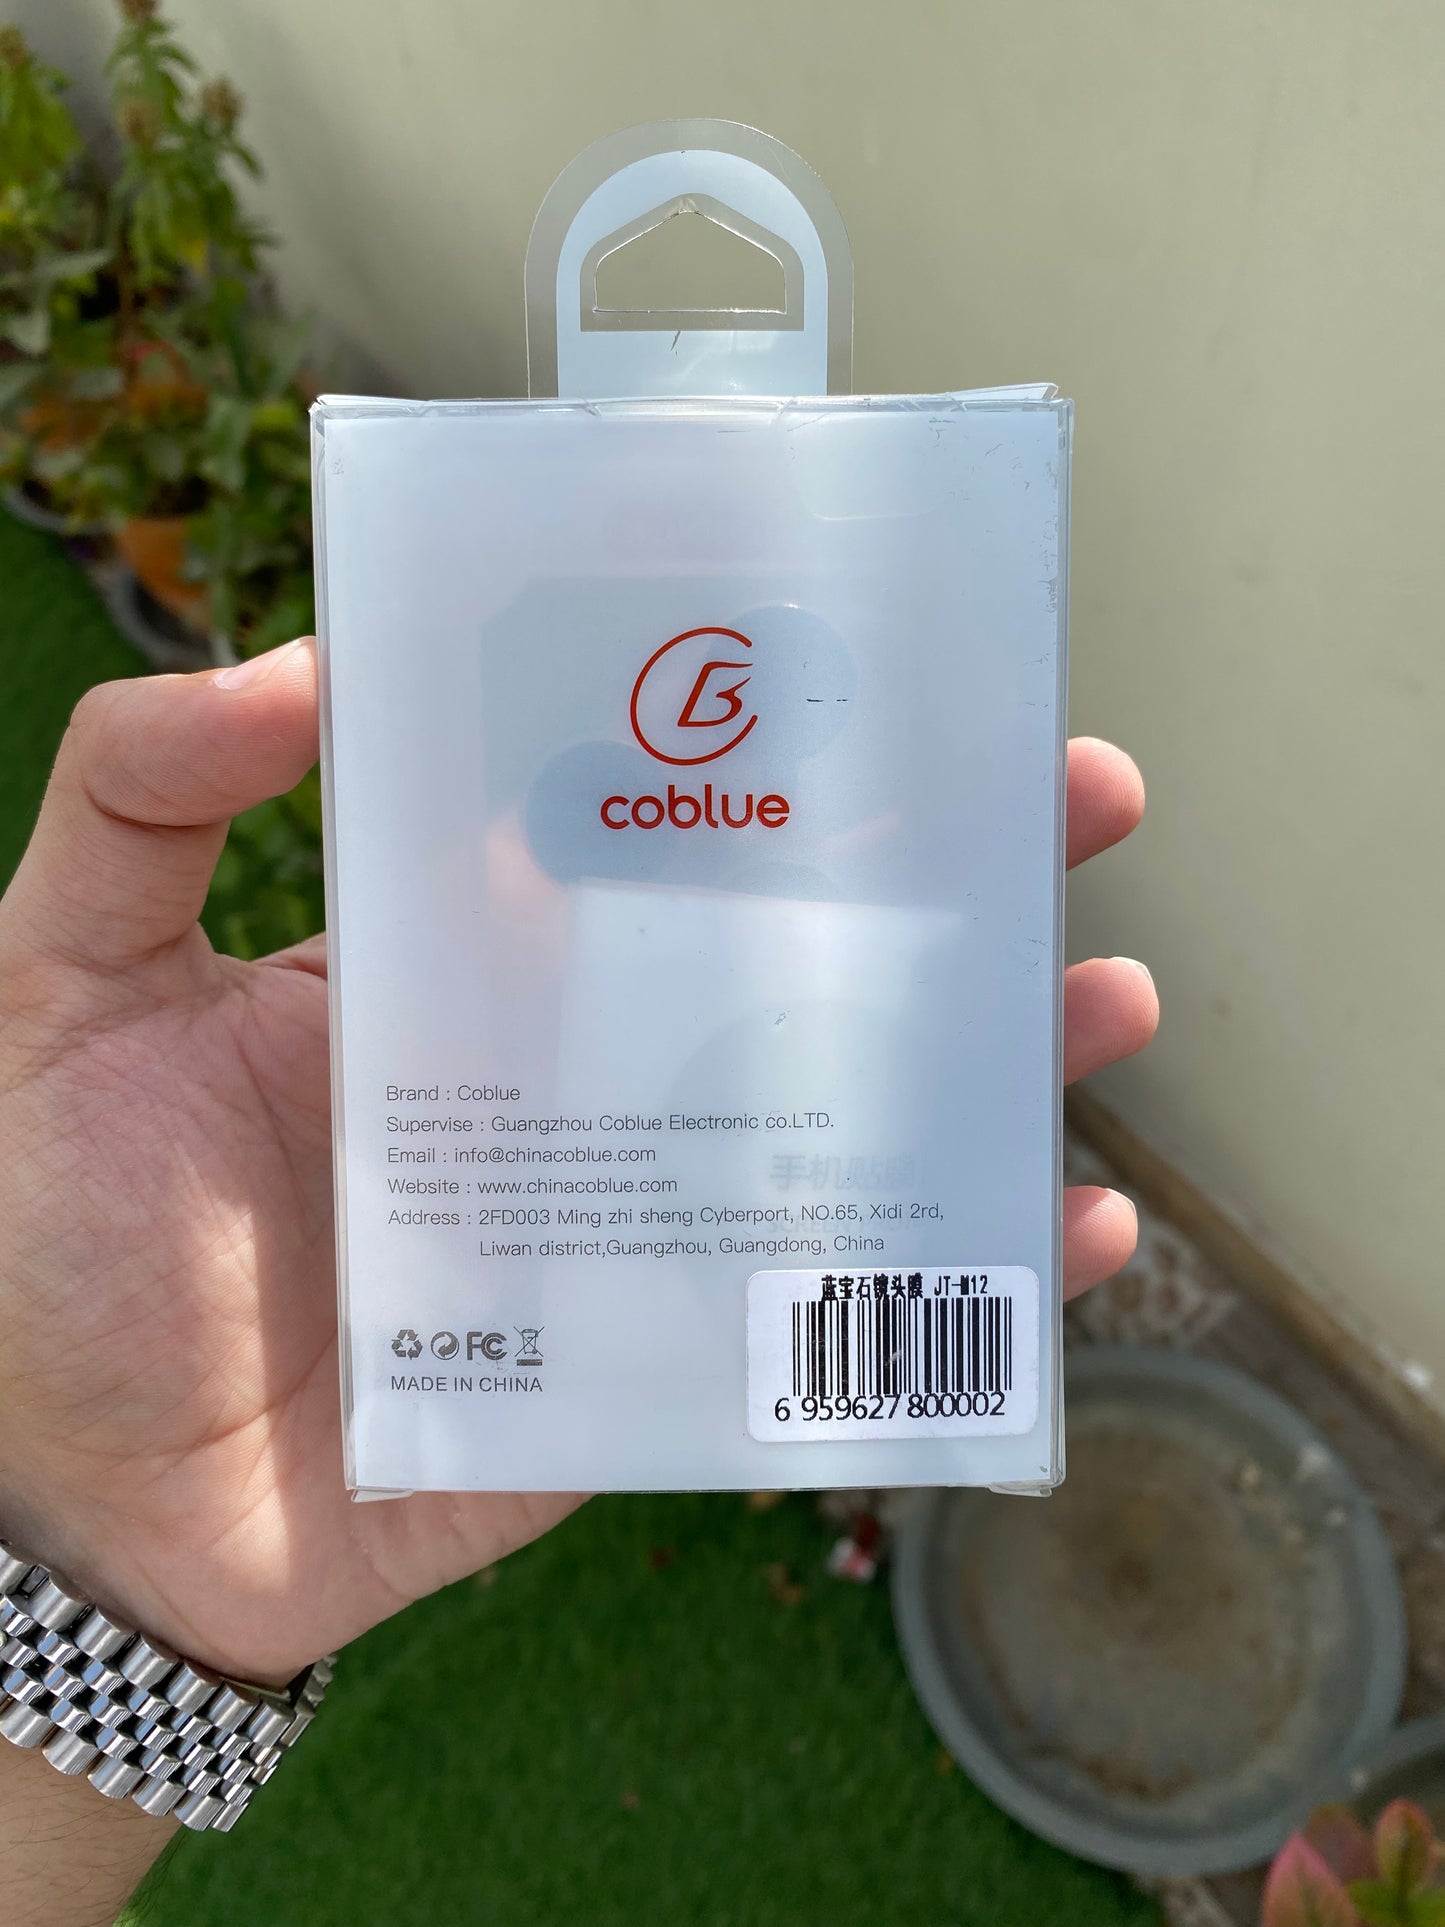 coblue
Brand : Coblue
Supervise : Guangzhou Coblue Electronic co.LTD.
Email : info@chinacoblue.com
手机贴膜
Website : www.chinacoblue.com
Address : 2FD003 Ming zhi sheng Cyberport, NO.65, Xidi 2rd,
SCREEN
Liwan district,Guangzhou, Guangdong, China
蓝宝石镜头膜 JT-M12
FC
MADE IN CHINA
6 959627 800002